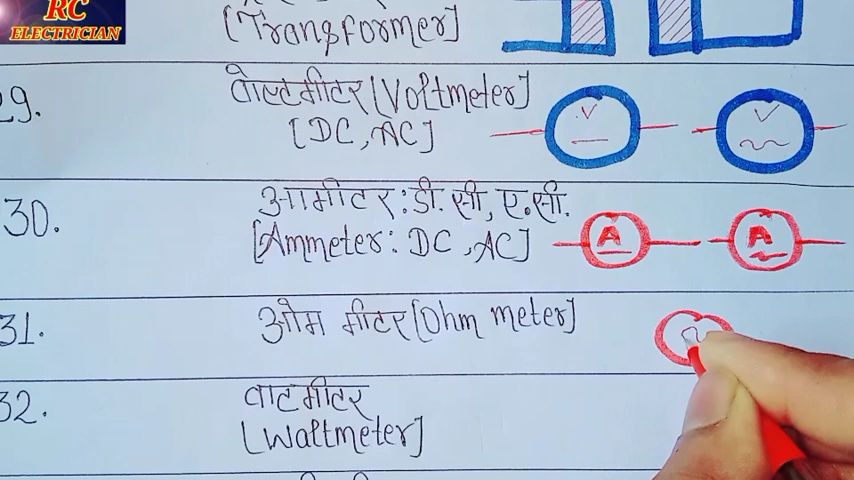 RC
ELECTRICIAN
[Transformer]
29. वोल्टमीटर [Voltmeter]
[DC, AC]
V V
30. आमीटर : डी. सी, ए. सी.
[Ammeter : DC, AC]
A A
31. ओम मीटर [Ohm meter]
32. वाटमीटर
[Wattmeter]